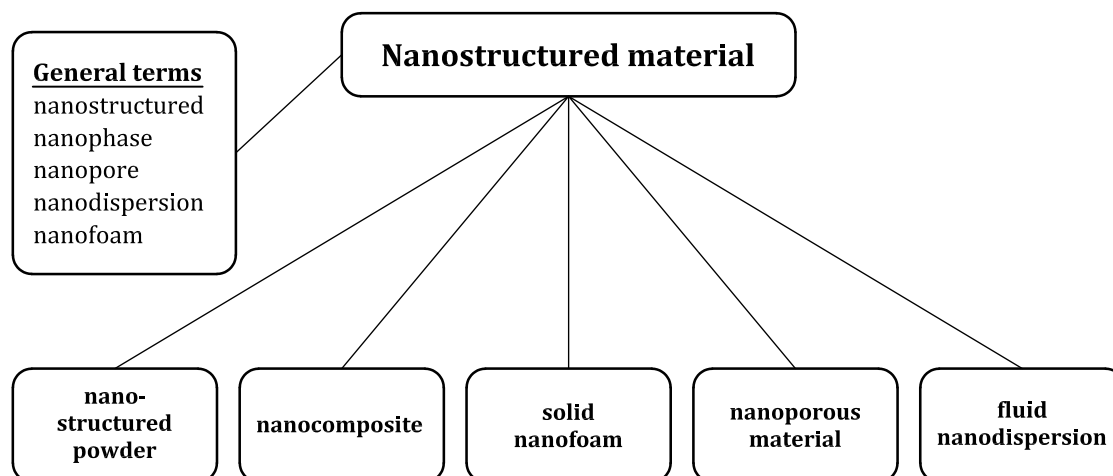 Nanostructured material
General terms
nanostructured
nanophase
nanopore
nanodispersion
nanofoam
nano-
structured
powder
nanocomposite
solid
nanofoam
nanoporous
material
fluid
nanodispersion